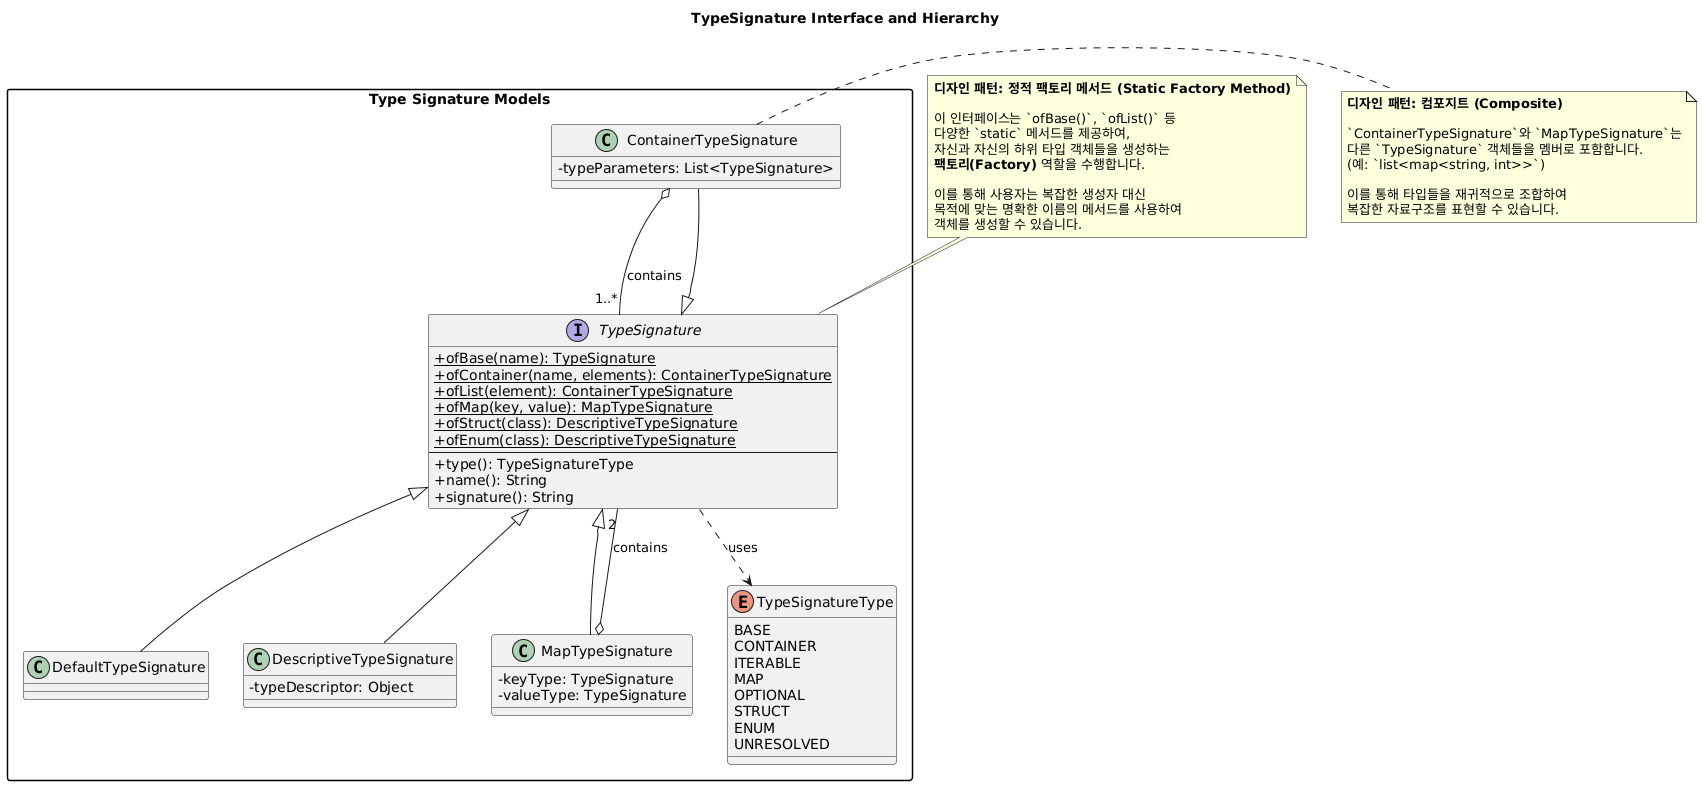 TypeSignature Interface and Hierarchy
Type Signature Models
C ContainerTypeSignature
-typeParameters: List<TypeSignature>
디자인 패턴: 정적 팩토리 메서드 (Static Factory Method)
이 인터페이스는 `ofBase()`, `ofList()` 등
다양한 `static` 메서드를 제공하여,
자신과 자신의 하위 타입 객체들을 생성하는
팩토리(Factory) 역할을 수행합니다.
이를 통해 사용자는 복잡한 생성자 대신
목적에 맞는 명확한 이름의 메서드를 사용하여
객체를 생성할 수 있습니다.
디자인 패턴: 컴포지트 (Composite)
`ContainerTypeSignature`와 `MapTypeSignature`는
다른 `TypeSignature` 객체들을 멤버로 포함합니다.
(예: `list<map<string, int>>`)
이를 통해 타입들을 재귀적으로 조합하여
복잡한 자료구조를 표현할 수 있습니다.
contains
1..*
I TypeSignature
+ofBase(name): TypeSignature
+ofContainer(name, elements): ContainerTypeSignature
+ofList(element): ContainerTypeSignature
+ofMap(key, value): MapTypeSignature
+ofStruct(class): DescriptiveTypeSignature
+ofEnum(class): DescriptiveTypeSignature
+type(): TypeSignatureType
+name(): String
+signature(): String
2
contains
uses
C DefaultTypeSignature
C DescriptiveTypeSignature
-typeDescriptor: Object
C MapTypeSignature
-keyType: TypeSignature
-valueType: TypeSignature
E TypeSignatureType
BASE
CONTAINER
ITERABLE
MAP
OPTIONAL
STRUCT
ENUM
UNRESOLVED